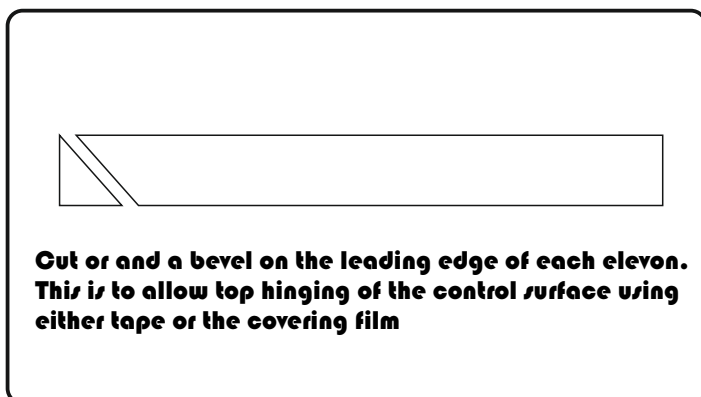 Cut or and a bevel on the leading edge of each elevon.
This is to allow top hinging of the control surface using
either tape or the covering film